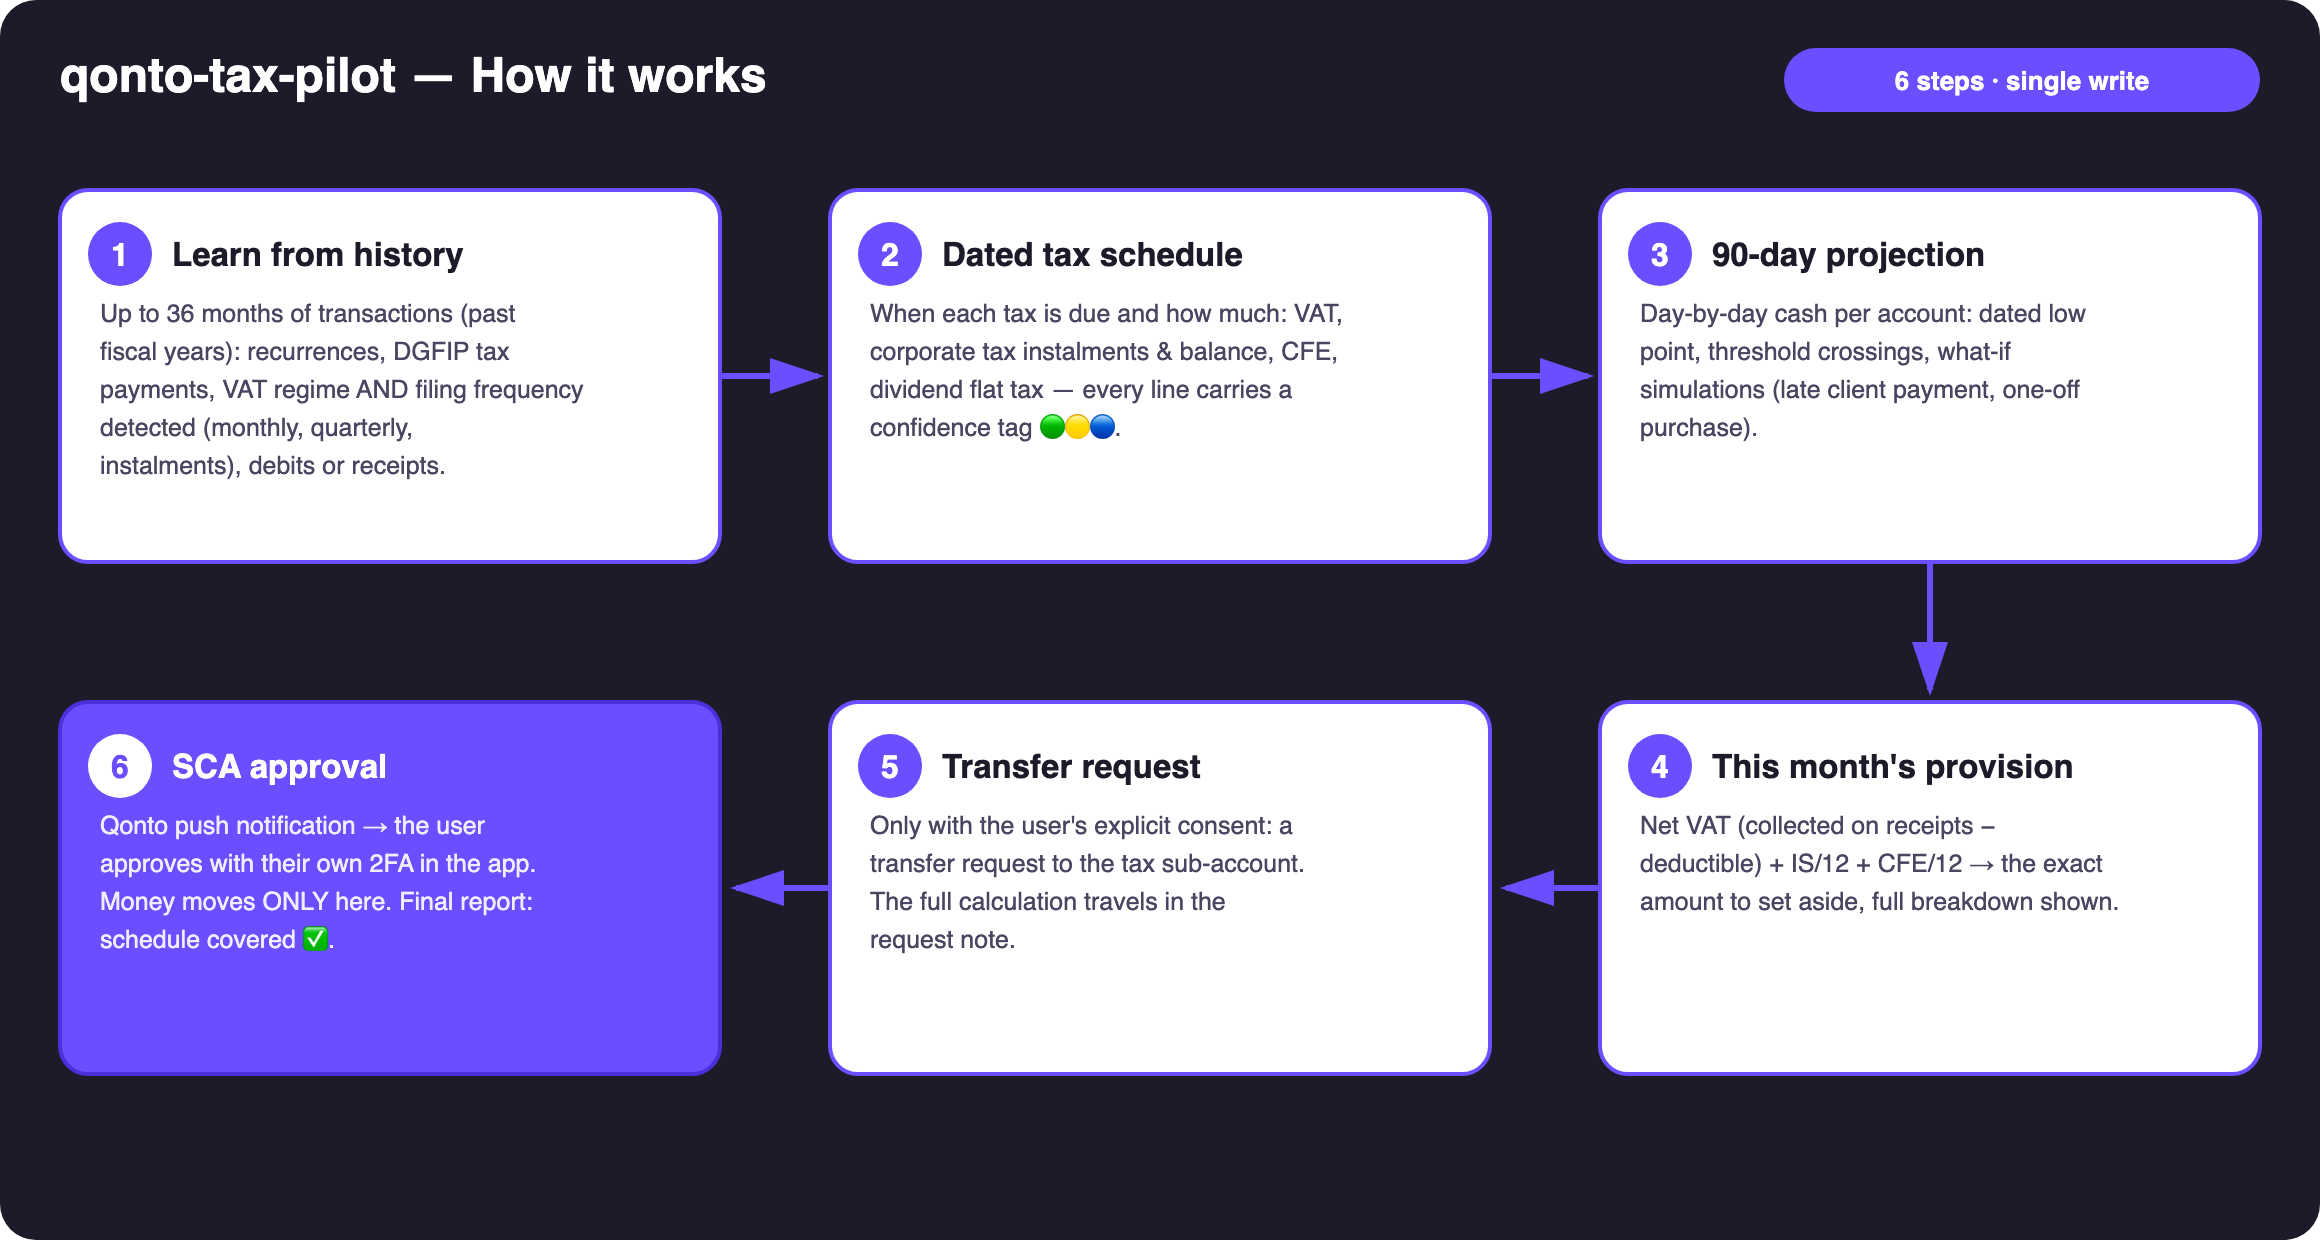 qonto-tax-pilot — How it works
6 steps · single write
1 Learn from history
Up to 36 months of transactions (past
fiscal years): recurrences, DGFIP tax
payments, VAT regime AND filing frequency
detected (monthly, quarterly,
instalments), debits or receipts.
2 Dated tax schedule
When each tax is due and how much: VAT,
corporate tax instalments & balance, CFE,
dividend flat tax — every line carries a
confidence tag 🟢🟡🔵.
3 90-day projection
Day-by-day cash per account: dated low
point, threshold crossings, what-if
simulations (late client payment, one-off
purchase).
4 This month's provision
Net VAT (collected on receipts –
deductible) + IS/12 + CFE/12 → the exact
amount to set aside, full breakdown shown.
5 Transfer request
Only with the user's explicit consent: a
transfer request to the tax sub-account.
The full calculation travels in the
request note.
6 SCA approval
Qonto push notification → the user
approves with their own 2FA in the app.
Money moves ONLY here. Final report:
schedule covered ✅.